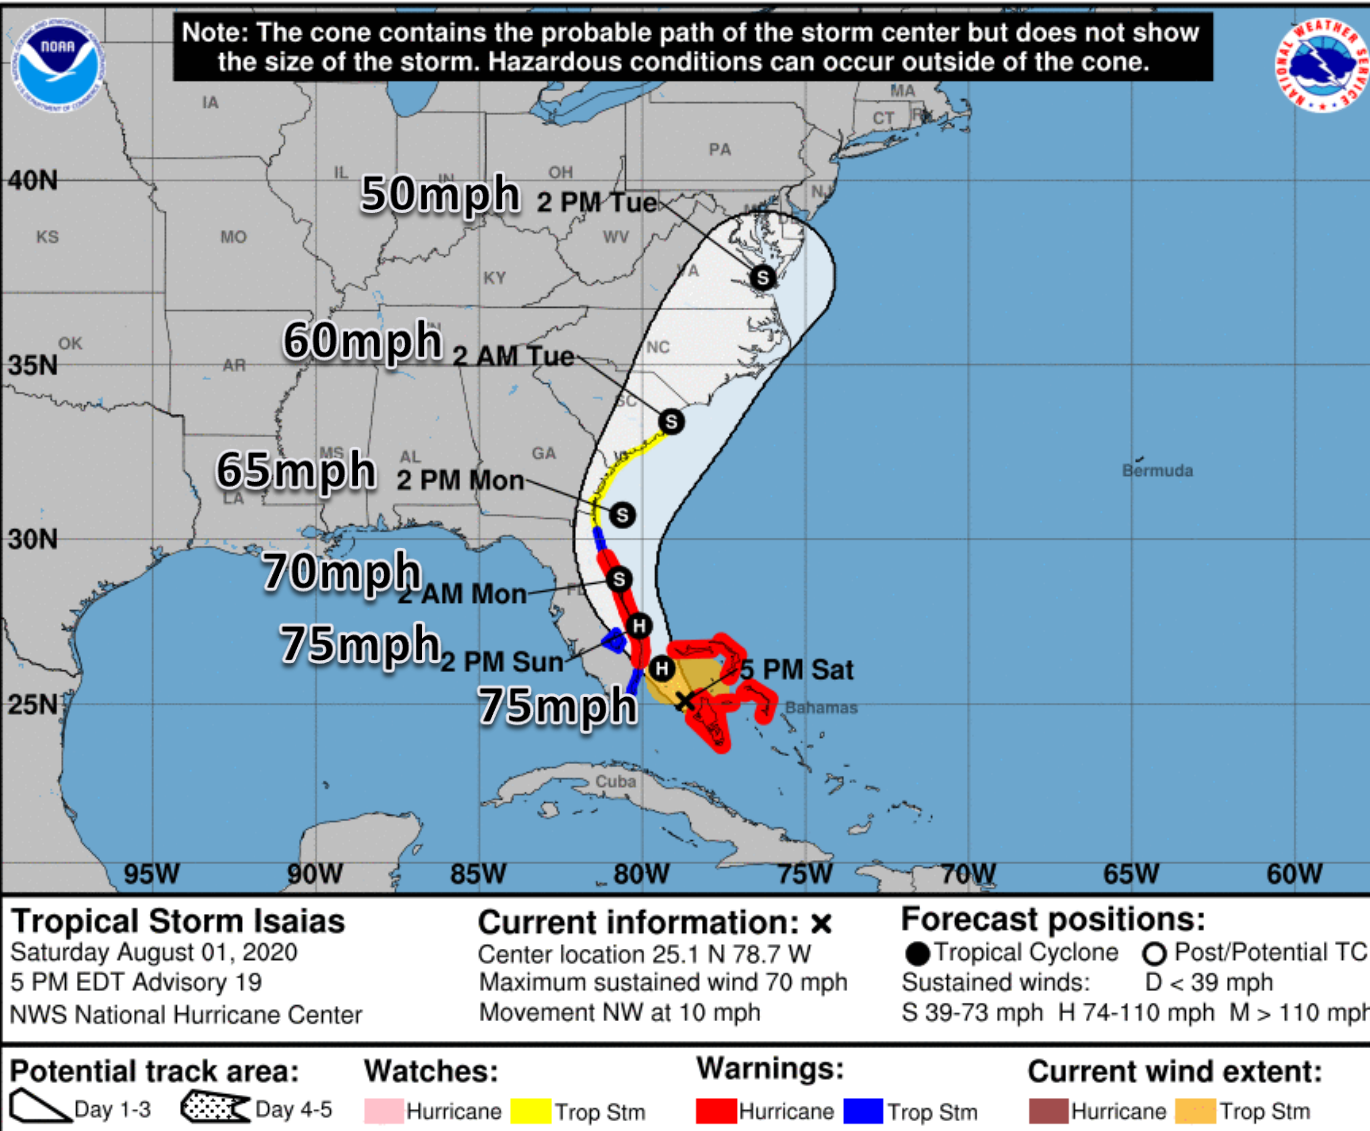 Note: The cone contains the probable path of the storm center but does not show
the size of the storm. Hazardous conditions can occur outside of the cone.
NOAA
NATIONAL WEATHER SERVICE
MA
IA
CT
PA
IL
OH
40N
50mph
2 PM Tue
NJ
KS
MO
WV
VA
KY
60mph
2 AM Tue
OK
NC
35N
AR
SC
MS
AL
GA
65mph
2 PM Mon
Bermuda
LA
30N
70mph
2 AM Mon
FL
75mph
2 PM Sun
5 PM Sat
25N
75mph
Bahamas
Cuba
95W 90W 85W 80W 75W 70W 65W 60W
S
S
S
S
H
H
Tropical Storm Isaias
Saturday August 01, 2020
5 PM EDT Advisory 19
NWS National Hurricane Center
Current information: ×
Center location 25.1 N 78.7 W
Maximum sustained wind 70 mph
Movement NW at 10 mph
Forecast positions:
Tropical Cyclone Post/Potential TC
Sustained winds: D < 39 mph
S 39-73 mph H 74-110 mph M > 110 mph
Potential track area:
Day 1-3 Day 4-5
Watches:
Hurricane Trop Stm
Warnings:
Hurricane Trop Stm
Current wind extent:
Hurricane Trop Stm